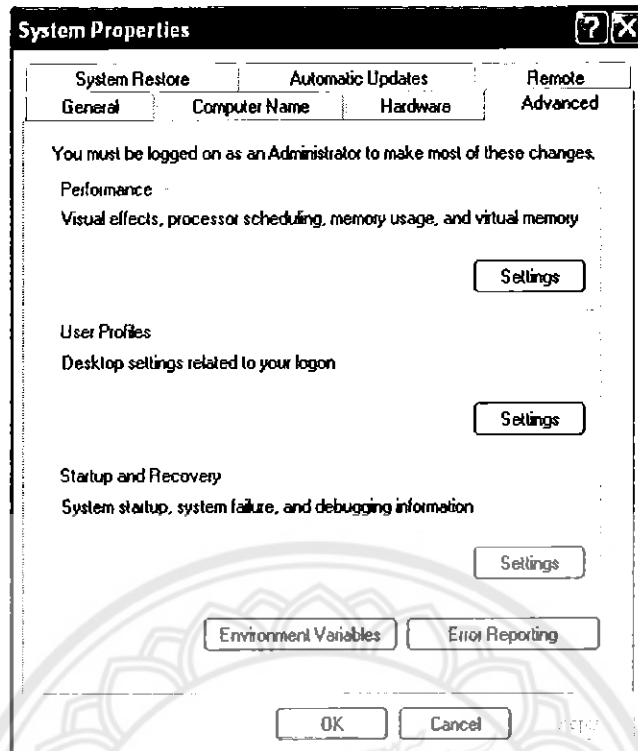 System Properties
System Restore Automatic Updates Remote
General Computer Name Hardware Advanced
You must be logged on as an Administrator to make most of these changes.
Performance
Visual effects, processor scheduling, memory usage, and virtual memory
Settings
User Profiles
Desktop settings related to your logon
Settings
Startup and Recovery
System startup, system failure, and debugging information
Settings
Environment Variables Error Reporting
OK Cancel